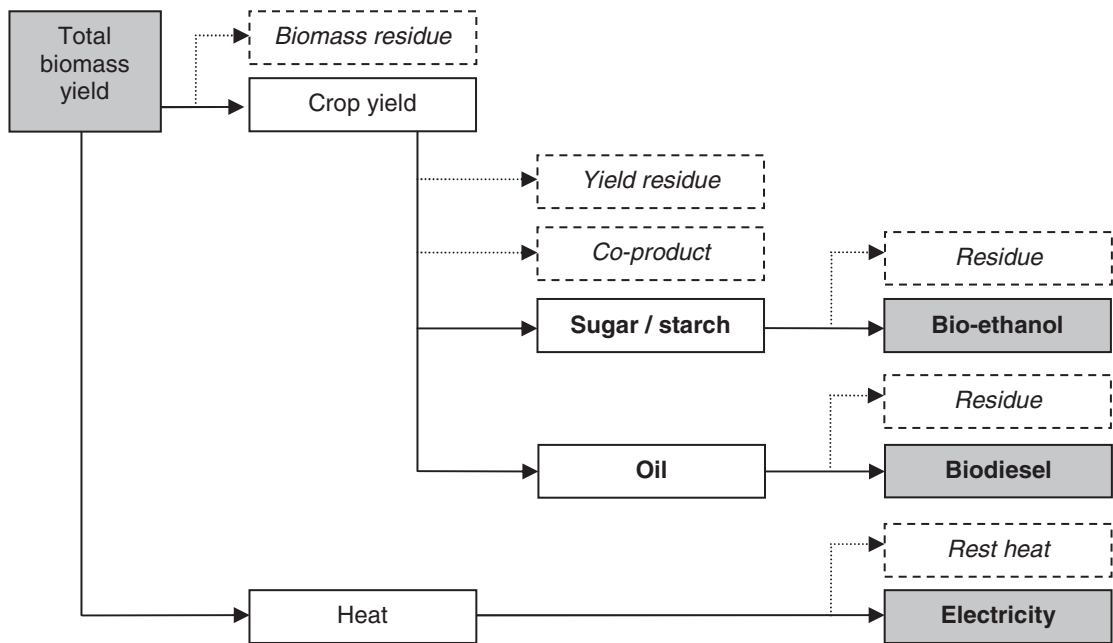 Total
biomass
yield
Biomass residue
Crop yield
Yield residue
Co-product
Residue
Sugar / starch
Bio-ethanol
Residue
Oil
Biodiesel
Rest heat
Heat
Electricity